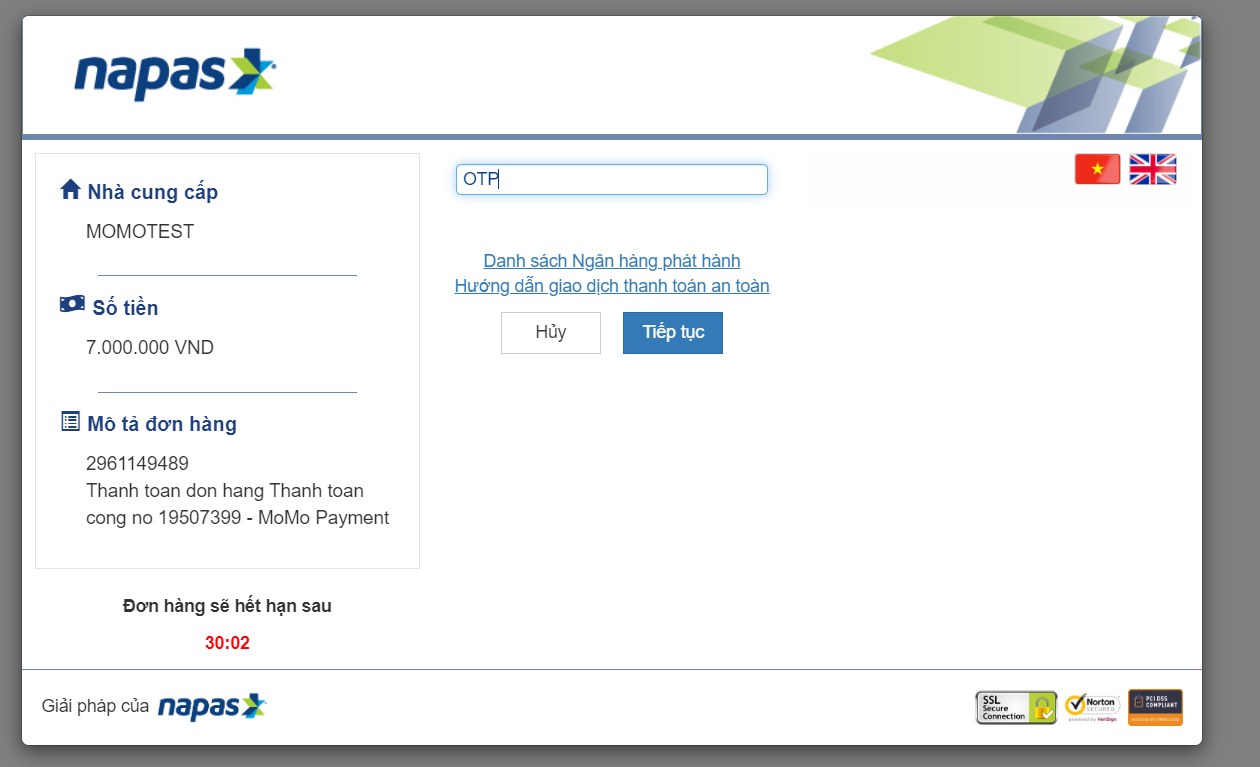 napas
Nhà cung cấp
MOMOTEST
Số tiền
7.000.000 VND
Mô tả đơn hàng
2961149489
Thanh toan don hang Thanh toan
cong no 19507399 - MoMo Payment
Đơn hàng sẽ hết hạn sau
30:02
OTP
Danh sách Ngân hàng phát hành
Hướng dẫn giao dịch thanh toán an toàn
Hủy
Tiếp tục
Giải pháp của napas
SSL
Secure
Connection
Norton
SECURED
powered by VeriSign
PCI DSS
COMPLIANT